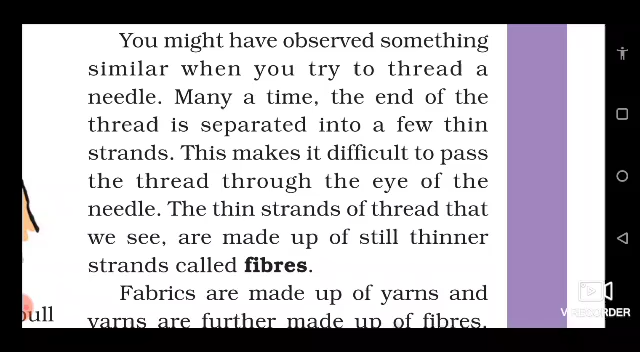 You might have observed something
similar when you try to thread a
needle. Many a time, the end of the
thread is separated into a few thin
strands. This makes it difficult to pass
the thread through the eye of the
needle. The thin strands of thread that
we see, are made up of still thinner
strands called fibres.
Fabrics are made up of yarns and
yarns are further made up of fibres.